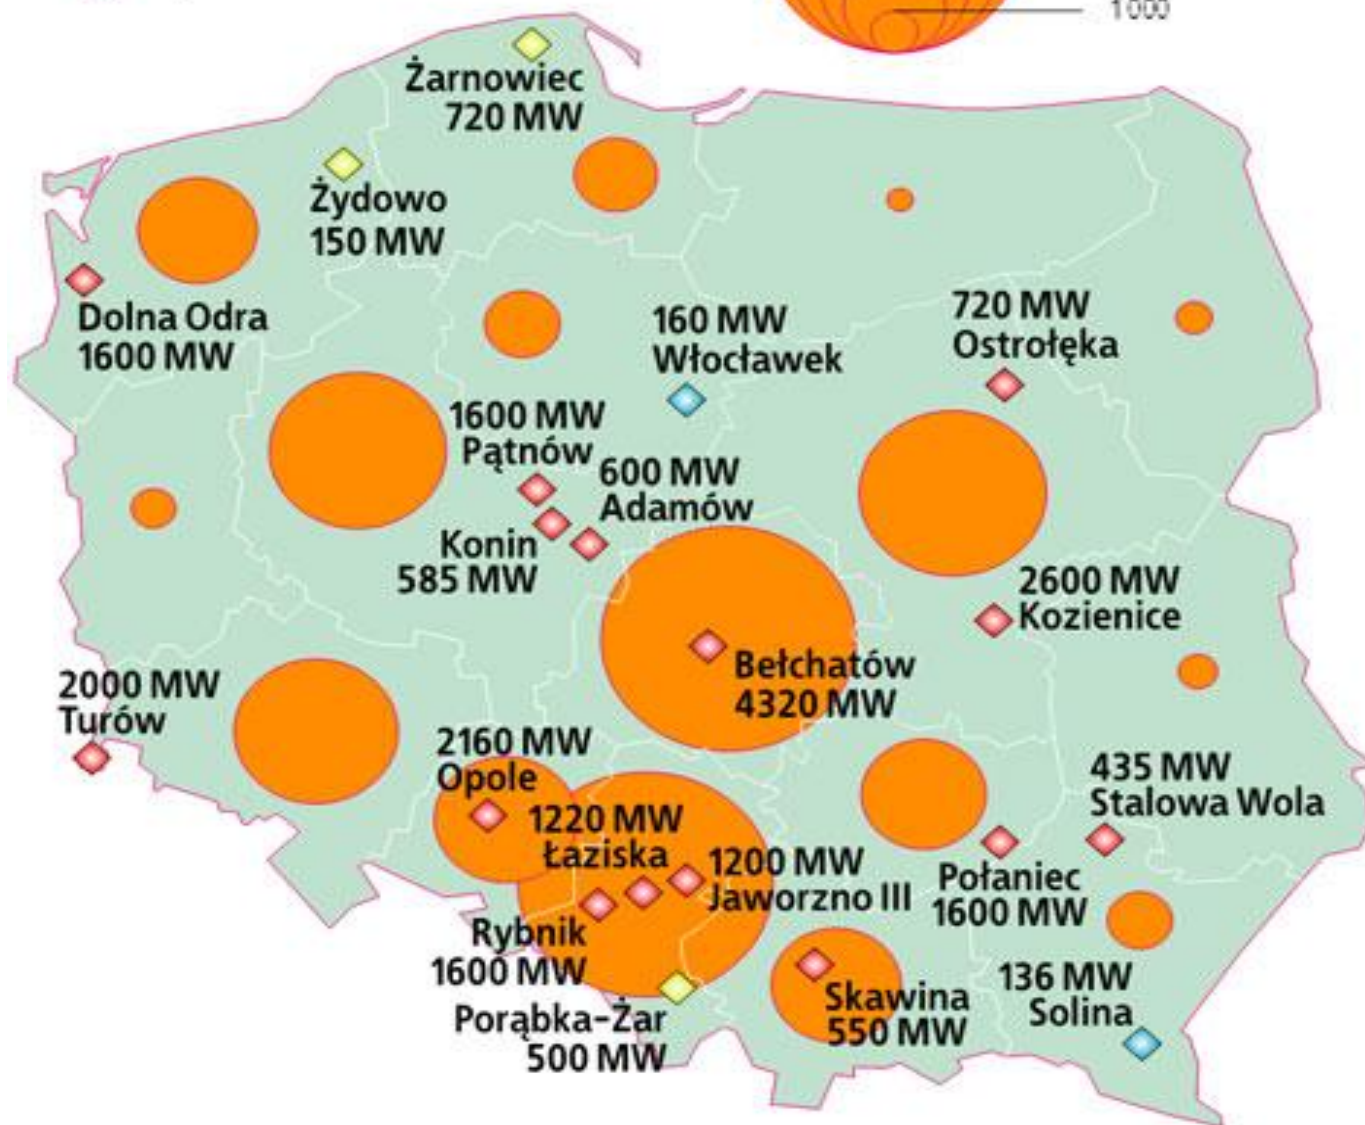 1 000
Żarnowiec
720 MW
Żydowo
150 MW
Dolna Odra
1600 MW
160 MW
Włocławek
720 MW
Ostrołęka
1600 MW
Pątnów
600 MW
Adamów
Konin
585 MW
2600 MW
Kozienice
Bełchatów
4320 MW
2000 MW
Turów
2160 MW
Opole
1220 MW
Łaziska
1200 MW
Jaworzno III
435 MW
Stalowa Wola
Połaniec
1600 MW
Rybnik
1600 MW
Porąbka-Żar
500 MW
Skawina
550 MW
136 MW
Solina